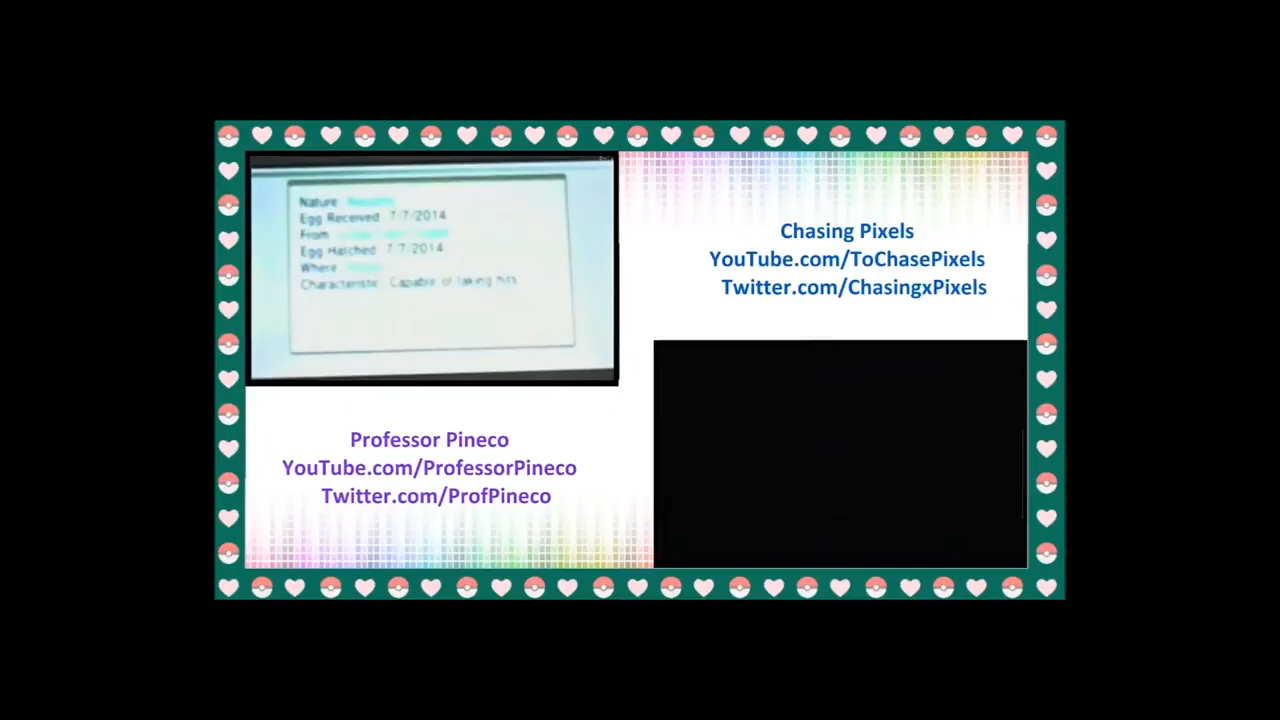 Nature
Egg Received 7/7/2014
From
Egg Hatched 7/7/2014
Where
Characteristic Capable of taking hits
Chasing Pixels
YouTube.com/ToChasePixels
Twitter.com/ChasingxPixels
Professor Pineco
YouTube.com/ProfessorPineco
Twitter.com/ProfPineco